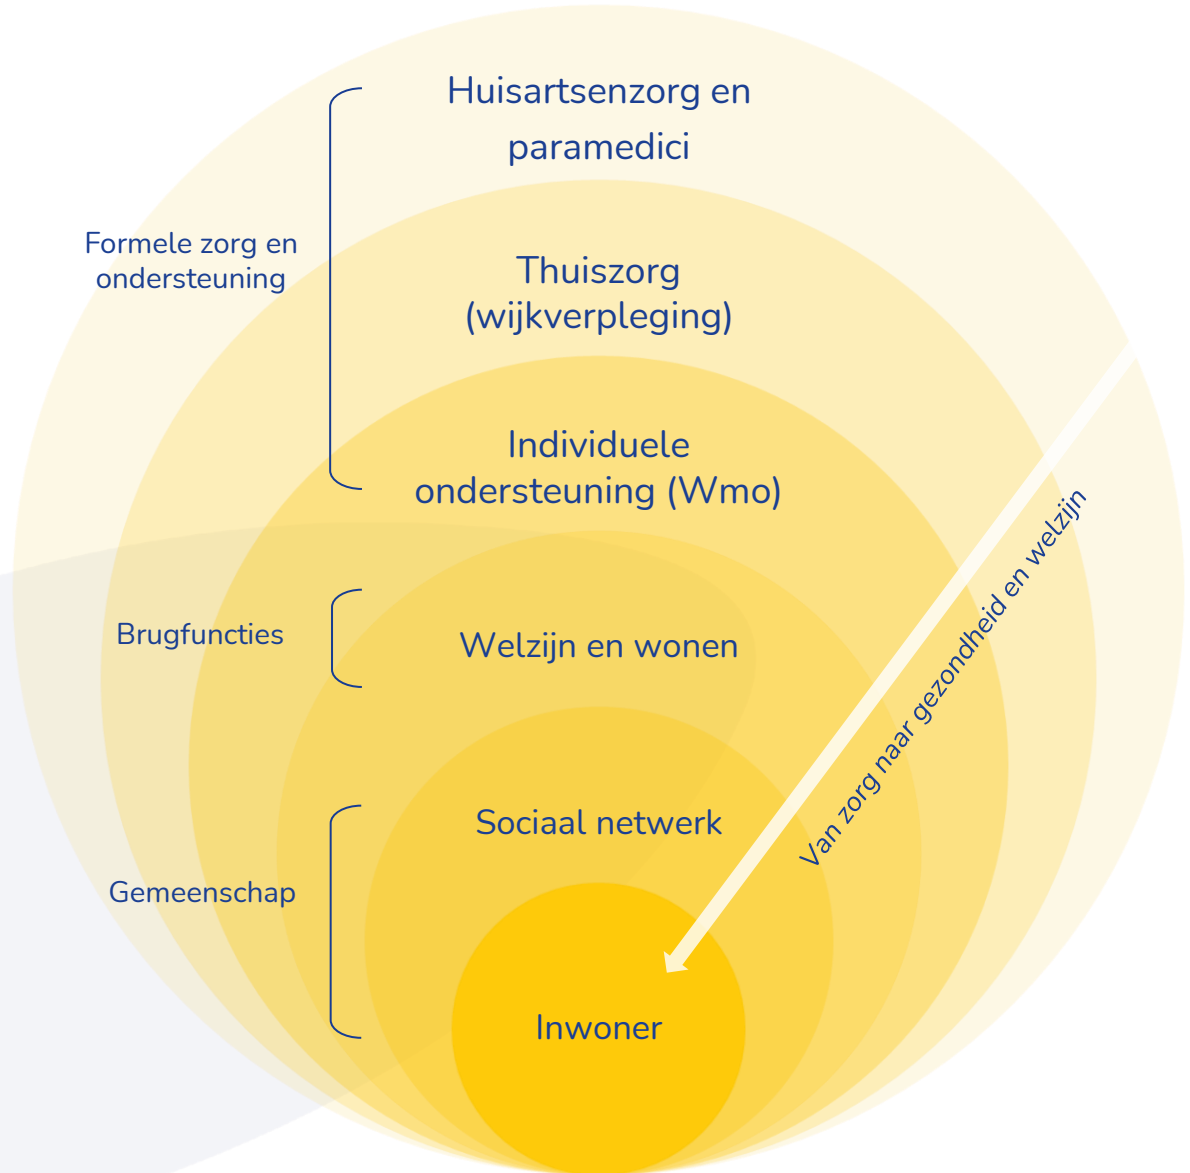 Huisartsenzorg en
paramedici
Formele zorg en
ondersteuning
Thuiszorg
(wijkverpleging)
Individuele
ondersteuning (Wmo)
Brugfuncties
Welzijn en wonen
Van zorg naar gezondheid en welzijn
Sociaal netwerk
Gemeenschap
Inwoner